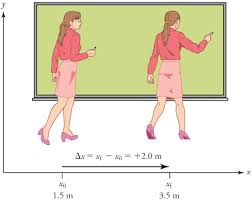 y
Δx = x_f − x_0 = +2.0 m
x
x_0 x_f
1.5 m 3.5 m